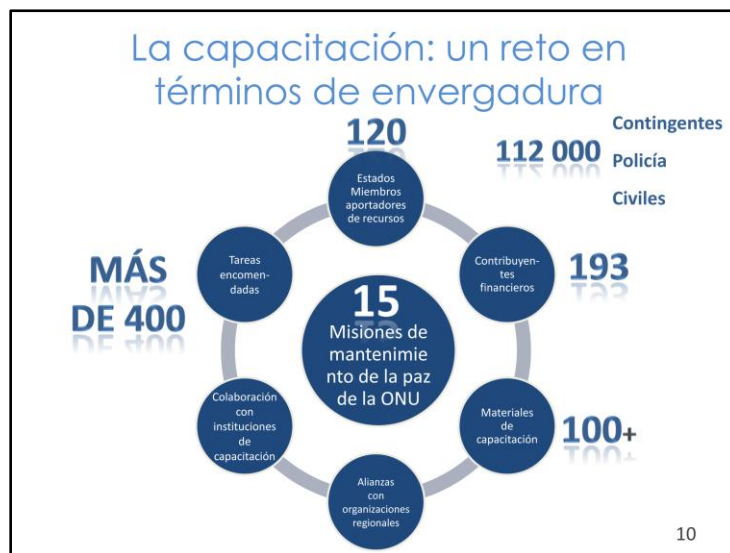 La capacitación: un reto en
términos de envergadura
120
112 000
Contingentes
Policía
Civiles
Estados
Miembros
aportadores
de recursos
Contribuyen-
tes
financieros
193
Materiales
de
capacitación
100+
Alianzas
con
organizaciones
regionales
Colaboración
con
instituciones
de
capacitación
Tareas
encomen-
dadas
MÁS
DE 400
15
Misiones de
mantenimie
nto de la paz
de la ONU
10